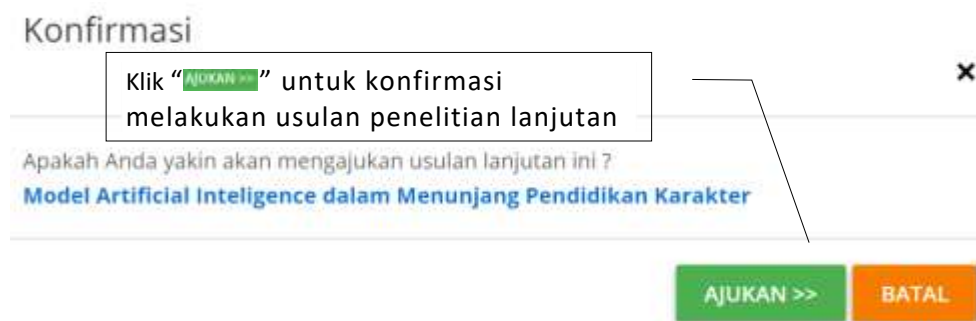 Konfirmasi
Klik “AJUKAN >>” untuk konfirmasi
melakukan usulan penelitian lanjutan
×
Apakah Anda yakin akan mengajukan usulan lanjutan ini ?
Model Artificial Inteligence dalam Menunjang Pendidikan Karakter
AJUKAN >> BATAL